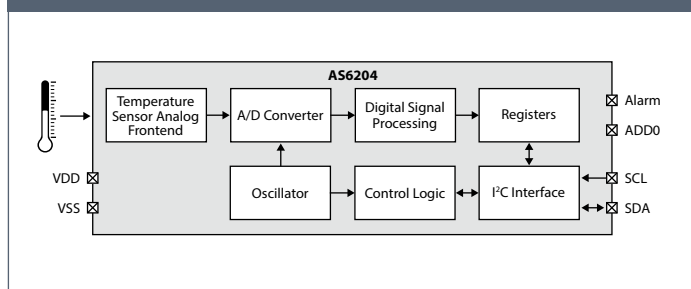 AS6204
Temperature
Sensor Analog
Frontend
A/D Converter
Digital Signal
Processing
Registers
Alarm
ADD0
VDD
VSS
Oscillator
Control Logic
I²C Interface
SCL
SDA